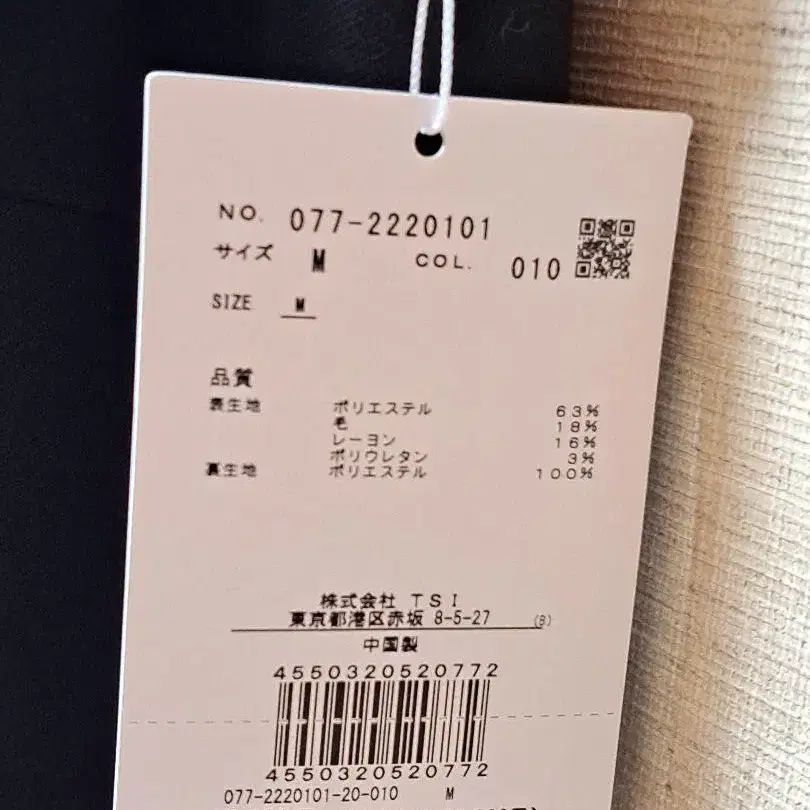 NO. 077-2220101
サイズ M COL. 010
SIZE M
品質
表生地 ポリエステル 63%
毛 18%
レーヨン 16%
ポリウレタン 3%
裏生地 ポリエステル 100%
株式会社 TSI
東京都港区赤坂 8-5-27 (B)
中国製
4550320520772
4550320520772
077-2220101-20-010 M